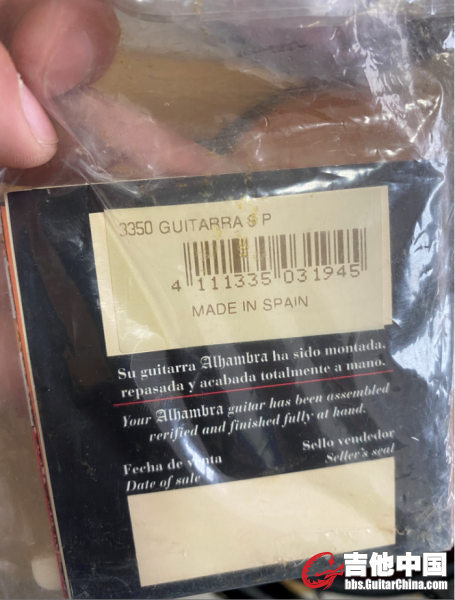 3350 GUITARRA 9 P
4 111335 031945
MADE IN SPAIN
Su guitarra Alhambra ha sido montada,
repasada y acabada totalmente a mano.
Your Alhambra guitar has been assembled
verified and finished fully at hand.
Fecha de venta
Date of sale
Sello vendedor
Seller's seal
吉他中国
bbs.GuitarChina.com